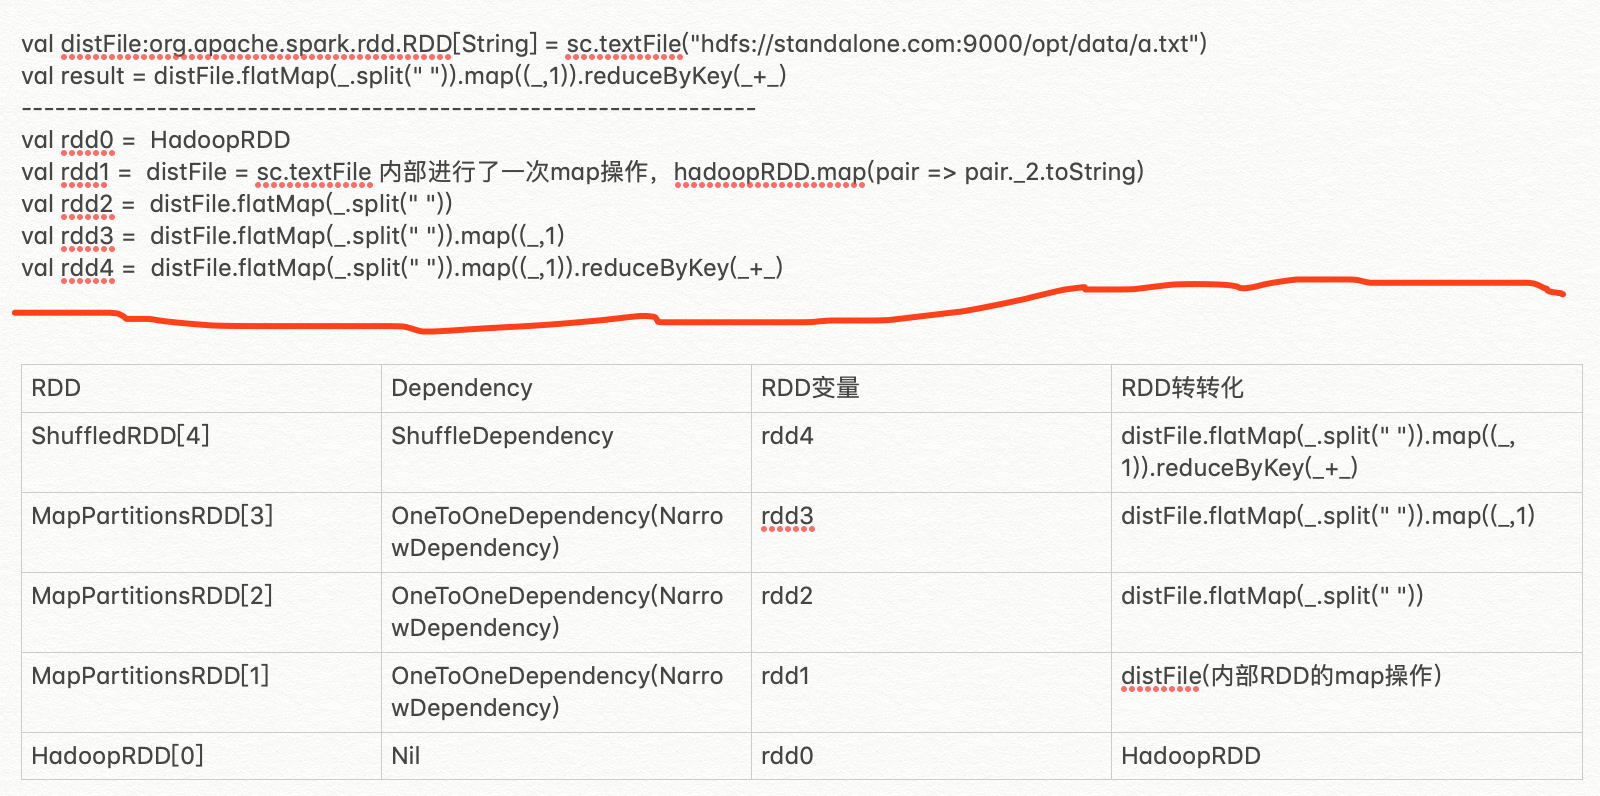 val distFile:org.apache.spark.rdd.RDD[String] = sc.textFile("hdfs://standalone.com:9000/opt/data/a.txt")
val result = distFile.flatMap(_.split(" ")).map((_,1)).reduceByKey(_+_)
-----------------------------------------------------------------
val rdd0 =  HadoopRDD
val rdd1 =  distFile = sc.textFile 内部进行了一次map操作，hadoopRDD.map(pair => pair._2.toString)
val rdd2 =  distFile.flatMap(_.split(" "))
val rdd3 =  distFile.flatMap(_.split(" ")).map((_,1)
val rdd4 =  distFile.flatMap(_.split(" ")).map((_,1)).reduceByKey(_+_)
RDD Dependency RDD变量 RDD转转化
ShuffledRDD[4] ShuffleDependency rdd4 distFile.flatMap(_.split(" ")).map((_,
1)).reduceByKey(_+_)
MapPartitionsRDD[3] OneToOneDependency(Narro rdd3 distFile.flatMap(_.split(" ")).map((_,1)
wDependency)
MapPartitionsRDD[2] OneToOneDependency(Narro rdd2 distFile.flatMap(_.split(" "))
wDependency)
MapPartitionsRDD[1] OneToOneDependency(Narro rdd1 distFile(内部RDD的map操作)
wDependency)
HadoopRDD[0] Nil rdd0 HadoopRDD